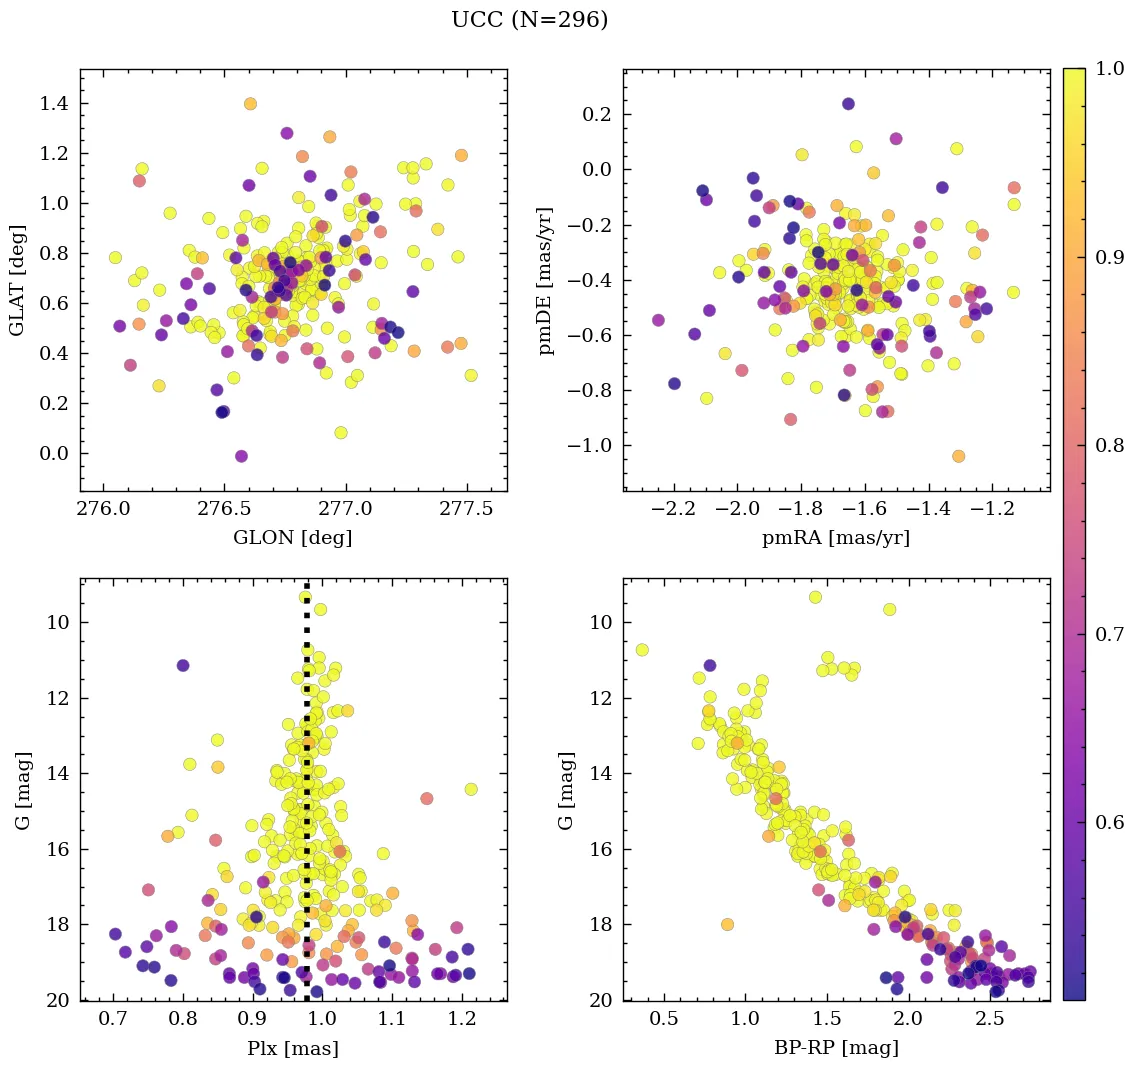 UCC (N=296)
1.4
1.2
1.0
0.8
0.6
0.4
0.2
0.0
GLAT [deg]
276.0 276.5 277.0 277.5
GLON [deg]
0.2
0.0
−0.2
−0.4
−0.6
−0.8
−1.0
pmDE [mas/yr]
−2.2 −2.0 −1.8 −1.6 −1.4 −1.2
pmRA [mas/yr]
10
12
14
16
18
20
G [mag]
0.7 0.8 0.9 1.0 1.1 1.2
Plx [mas]
10
12
14
16
18
20
G [mag]
0.5 1.0 1.5 2.0 2.5
BP-RP [mag]
1.0
0.9
0.8
0.7
0.6